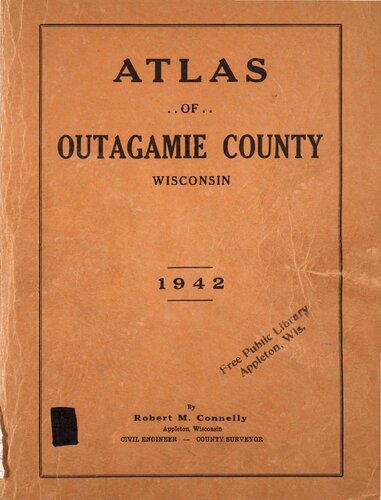 ATLAS
..OF..
OUTAGAMIE COUNTY
WISCONSIN
1942
Free Public Library
Appleton, Wis.
By
Robert M. Connelly
Appleton, Wisconsin
CIVIL ENGINEER — COUNTY SURVEYOR